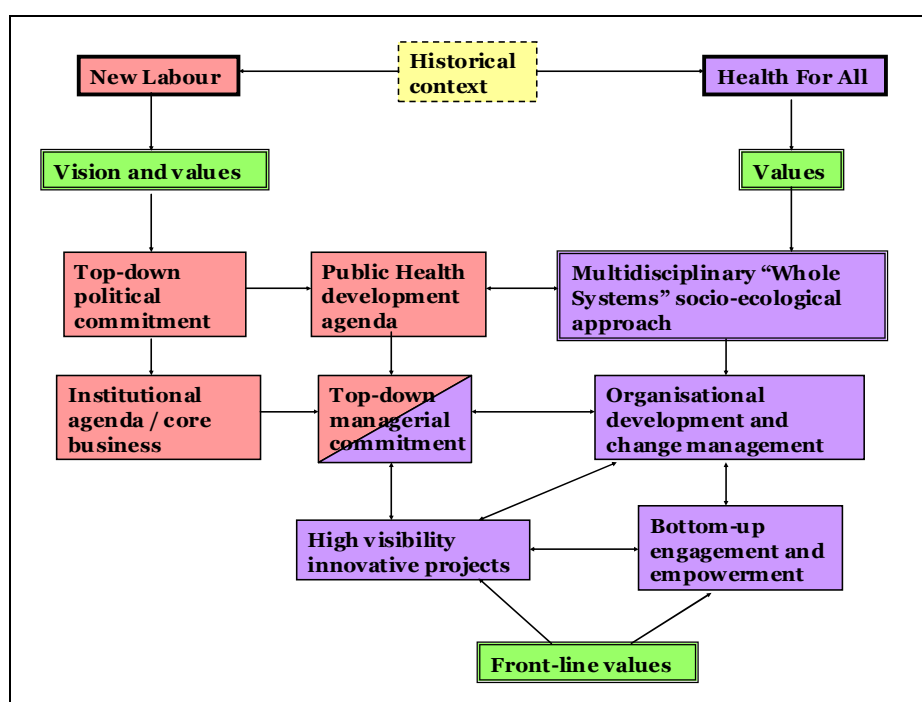 New Labour
Historical
context
Health For All
Vision and values
Values
Top-down
political
commitment
Public Health
development
agenda
Multidisciplinary “Whole
Systems” socio-ecological
approach
Institutional
agenda / core
business
Top-down
managerial
commitment
Organisational
development and
change management
High visibility
innovative projects
Bottom-up
engagement and
empowerment
Front-line values